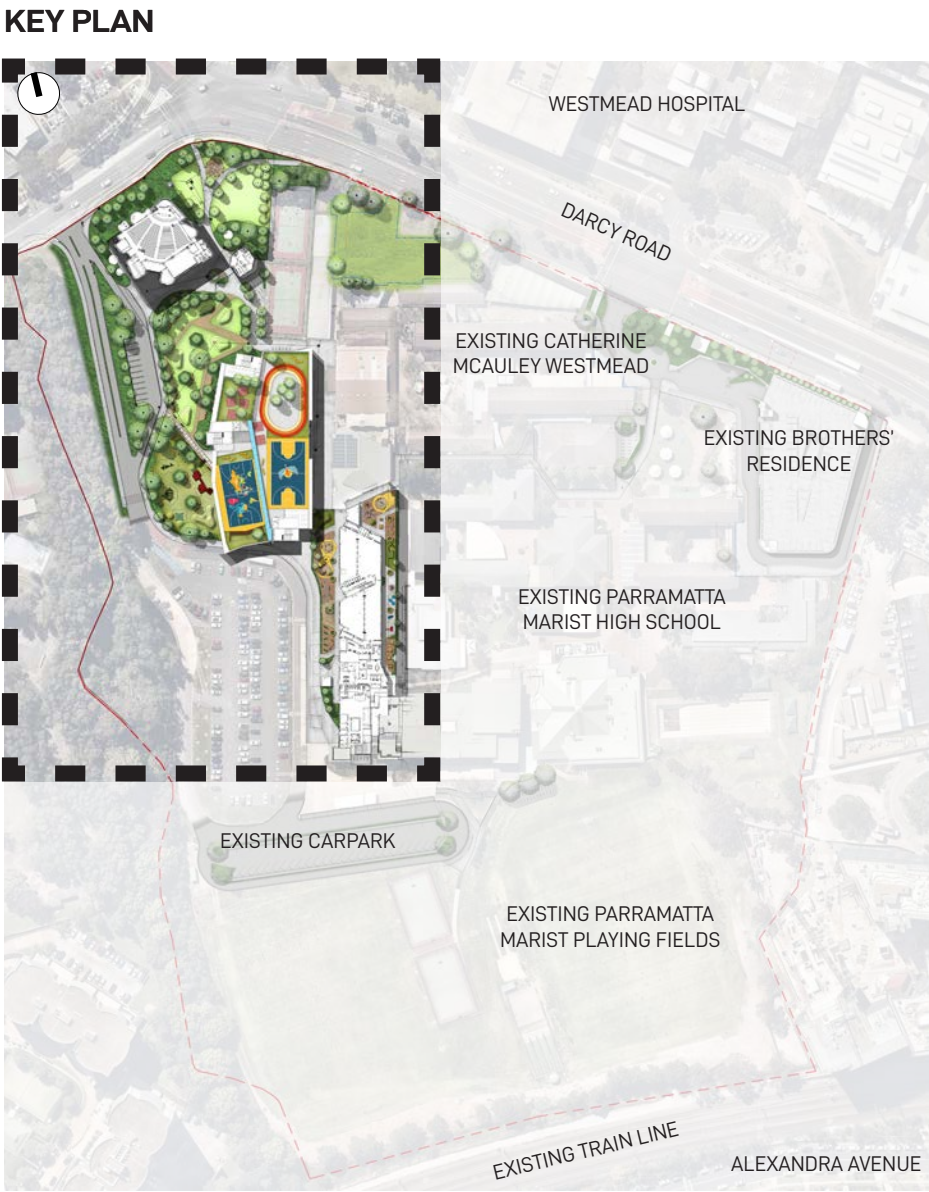 KEY PLAN
WESTMEAD HOSPITAL
DARCY ROAD
EXISTING CATHERINE
MCAULEY WESTMEAD
EXISTING BROTHERS'
RESIDENCE
EXISTING PARRAMATTA
MARIST HIGH SCHOOL
EXISTING CARPARK
EXISTING PARRAMATTA
MARIST PLAYING FIELDS
EXISTING TRAIN LINE
ALEXANDRA AVENUE